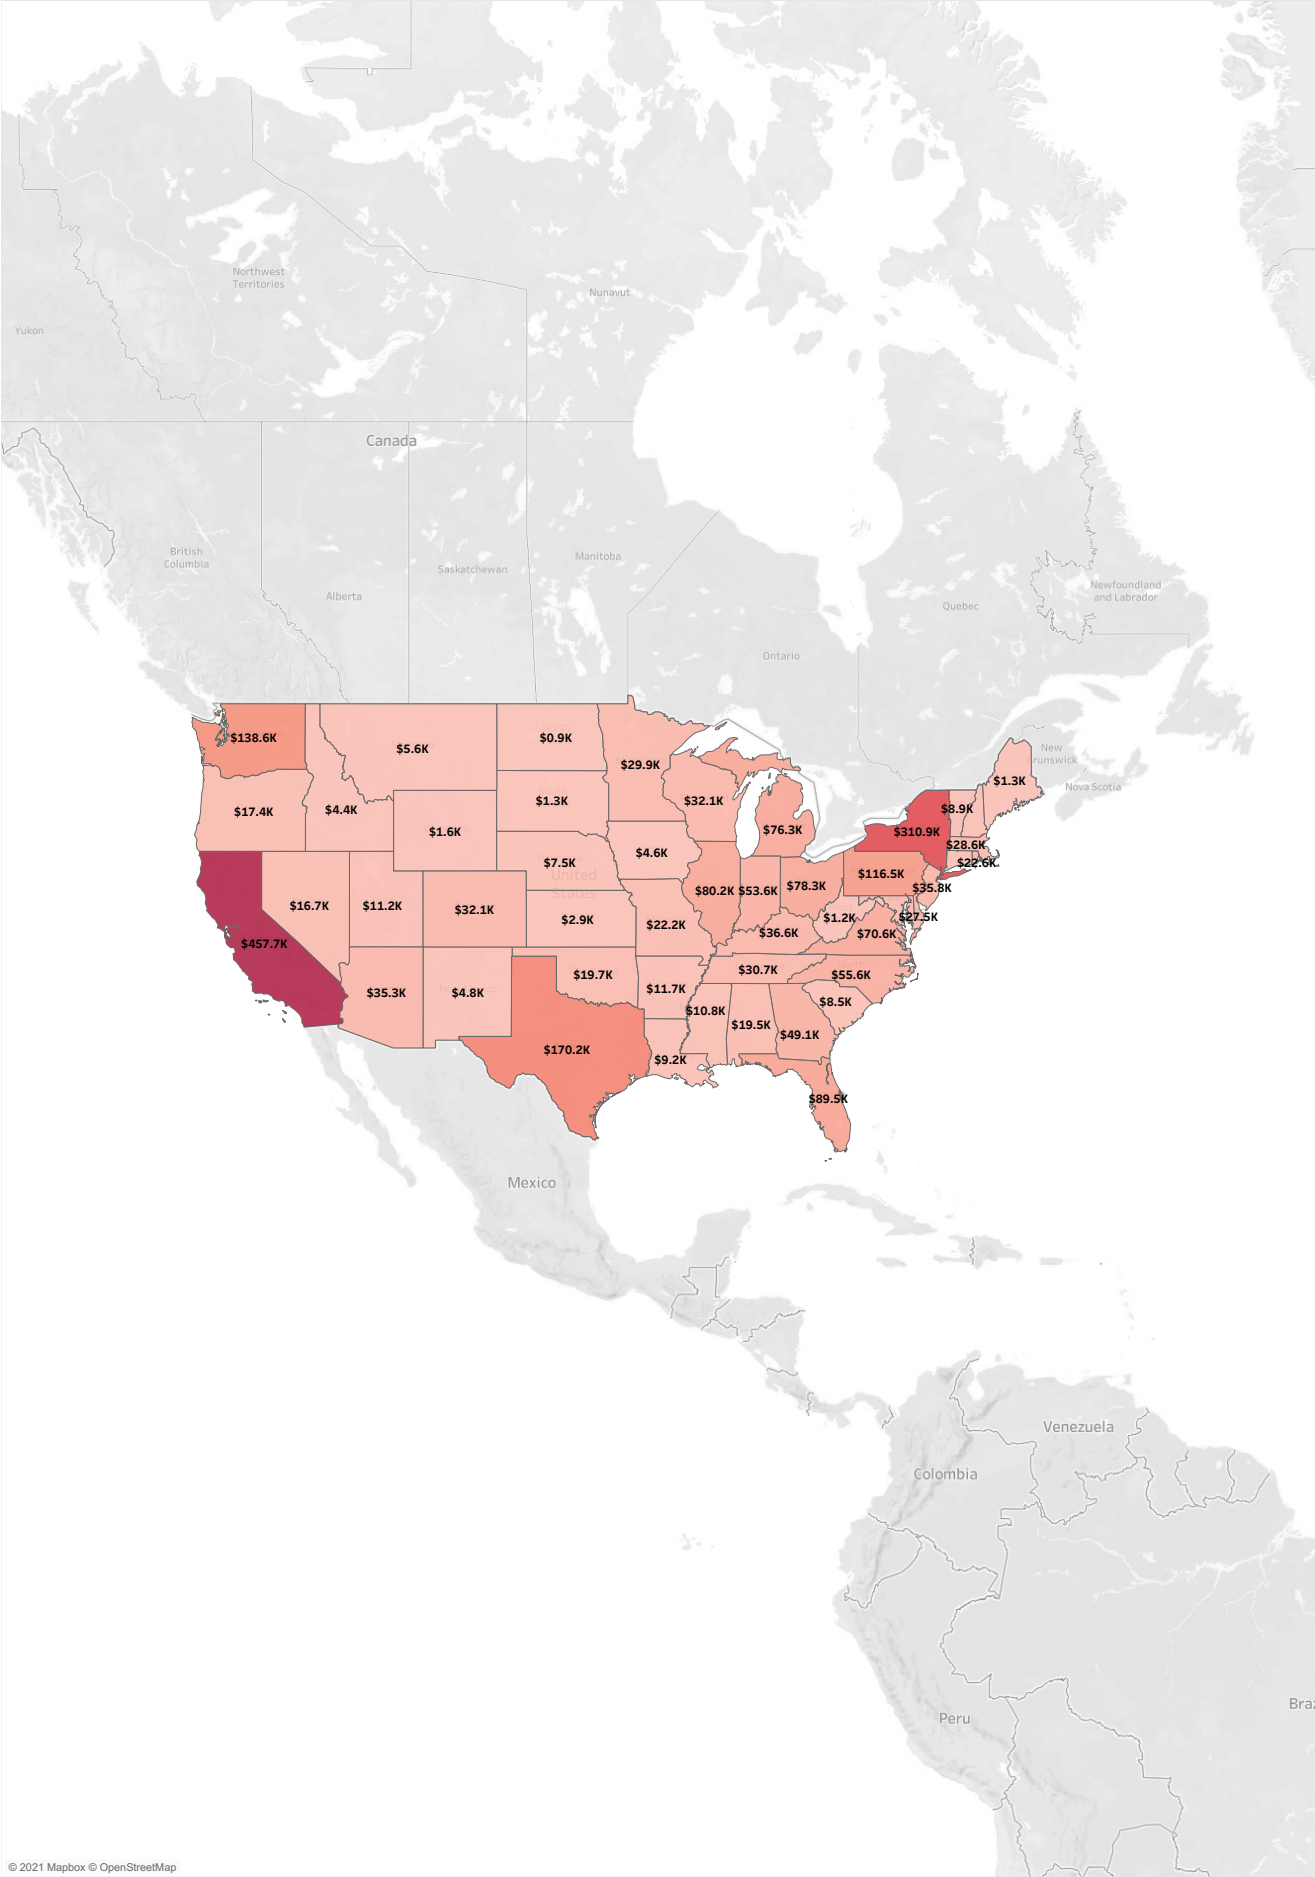 Northwest
Territories
Nunavut
Yukon
Canada
British
Columbia
Manitoba
Saskatchewan
Alberta
Newfoundland
and Labrador
Quebec
Ontario
$138.6K
$5.6K
$0.9K
$29.9K
New
runswick
Nova Scotia
$1.3K
$17.4K
$4.4K
$1.3K
$32.1K
$8.9K
$1.6K
$76.3K
$310.9K
$28.6K
$4.6K
$7.5K
$22.6K
United
States
$116.5K
$80.2K
$53.6K
$78.3K
$35.8K
$16.7K
$11.2K
$32.1K
$2.9K
$22.2K
$1.2K
$27.5K
$36.6K
$70.6K
$457.7K
$30.7K
$55.6K
$19.7K
$35.3K
$4.8K
$11.7K
$8.5K
$10.8K
$19.5K
$49.1K
$170.2K
$9.2K
$89.5K
Mexico
Venezuela
Colombia
Peru
Braz
© 2021 Mapbox © OpenStreetMap